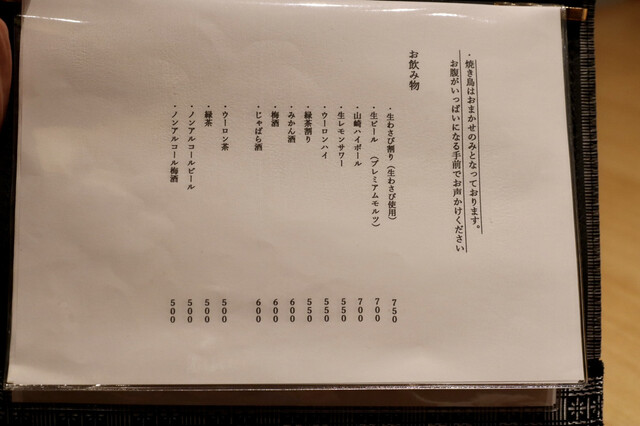 ・焼き鳥はおまかせのみとなっております。
お腹がいっぱいになる手前でお声かけください
お飲み物
・生わさび割り（生わさび使用） 750
・生ビール （プレミアムモルツ） 700
・山崎ハイボール 700
・生レモンサワー 550
・ウーロンハイ 550
・緑茶割り 550
・みかん酒 600
・梅酒 600
・じゃばら酒 600
・ウーロン茶 500
・緑茶 500
・ノンアルコールビール 500
・ノンアルコール梅酒 500